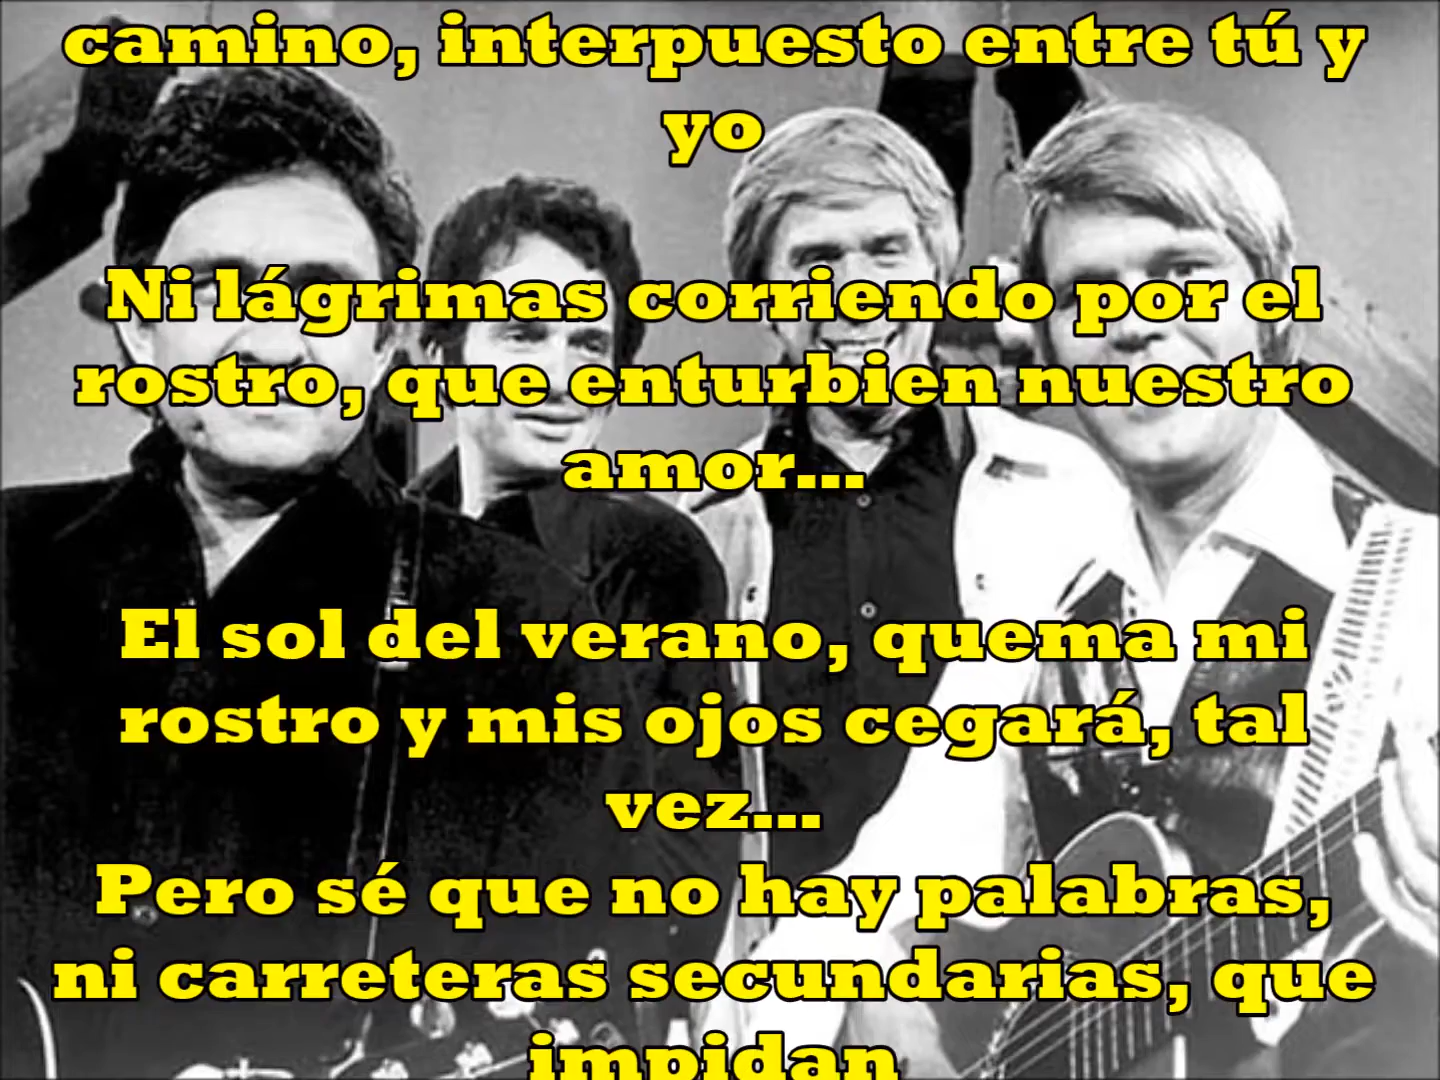 camino, interpuesto entre tú y
yo
Ni lágrimas corriendo por el
rostro, que enturbien nuestro
amor...
El sol del verano, quema mi
rostro y mis ojos cegará, tal
vez...
Pero sé que no hay palabras,
ni carreteras secundarias, que
impidan